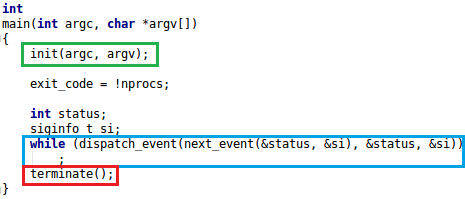 int
main(int argc, char *argv[])
{
    init(argc, argv);
    exit_code = !nprocs;
    int status;
    siginfo_t si;
    while (dispatch_event(next_event(&status, &si), &status, &si))
        ;
    terminate();
}